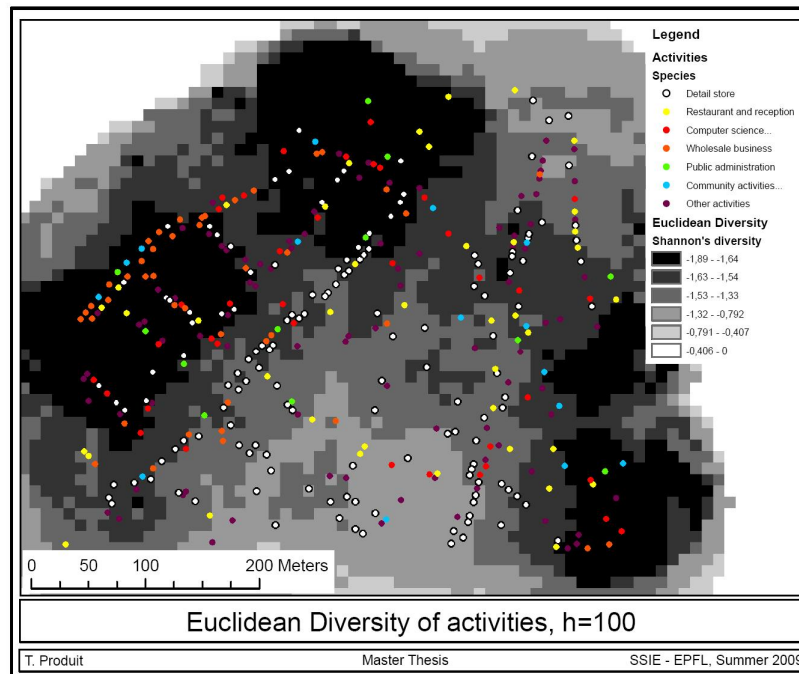 Legend
Activities
Species
Detail store
Restaurant and reception
Computer science...
Wholesale business
Public administration
Community activities...
Other activities
Euclidean Diversity
Shannon's diversity
-1,89 - -1,64
-1,63 - -1,54
-1,53 - -1,33
-1,32 - -0,792
-0,791 - -0,407
-0,406 - 0
0 50 100 200 Meters
Euclidean Diversity of activities, h=100
T. Produit Master Thesis SSIE - EPFL, Summer 2009